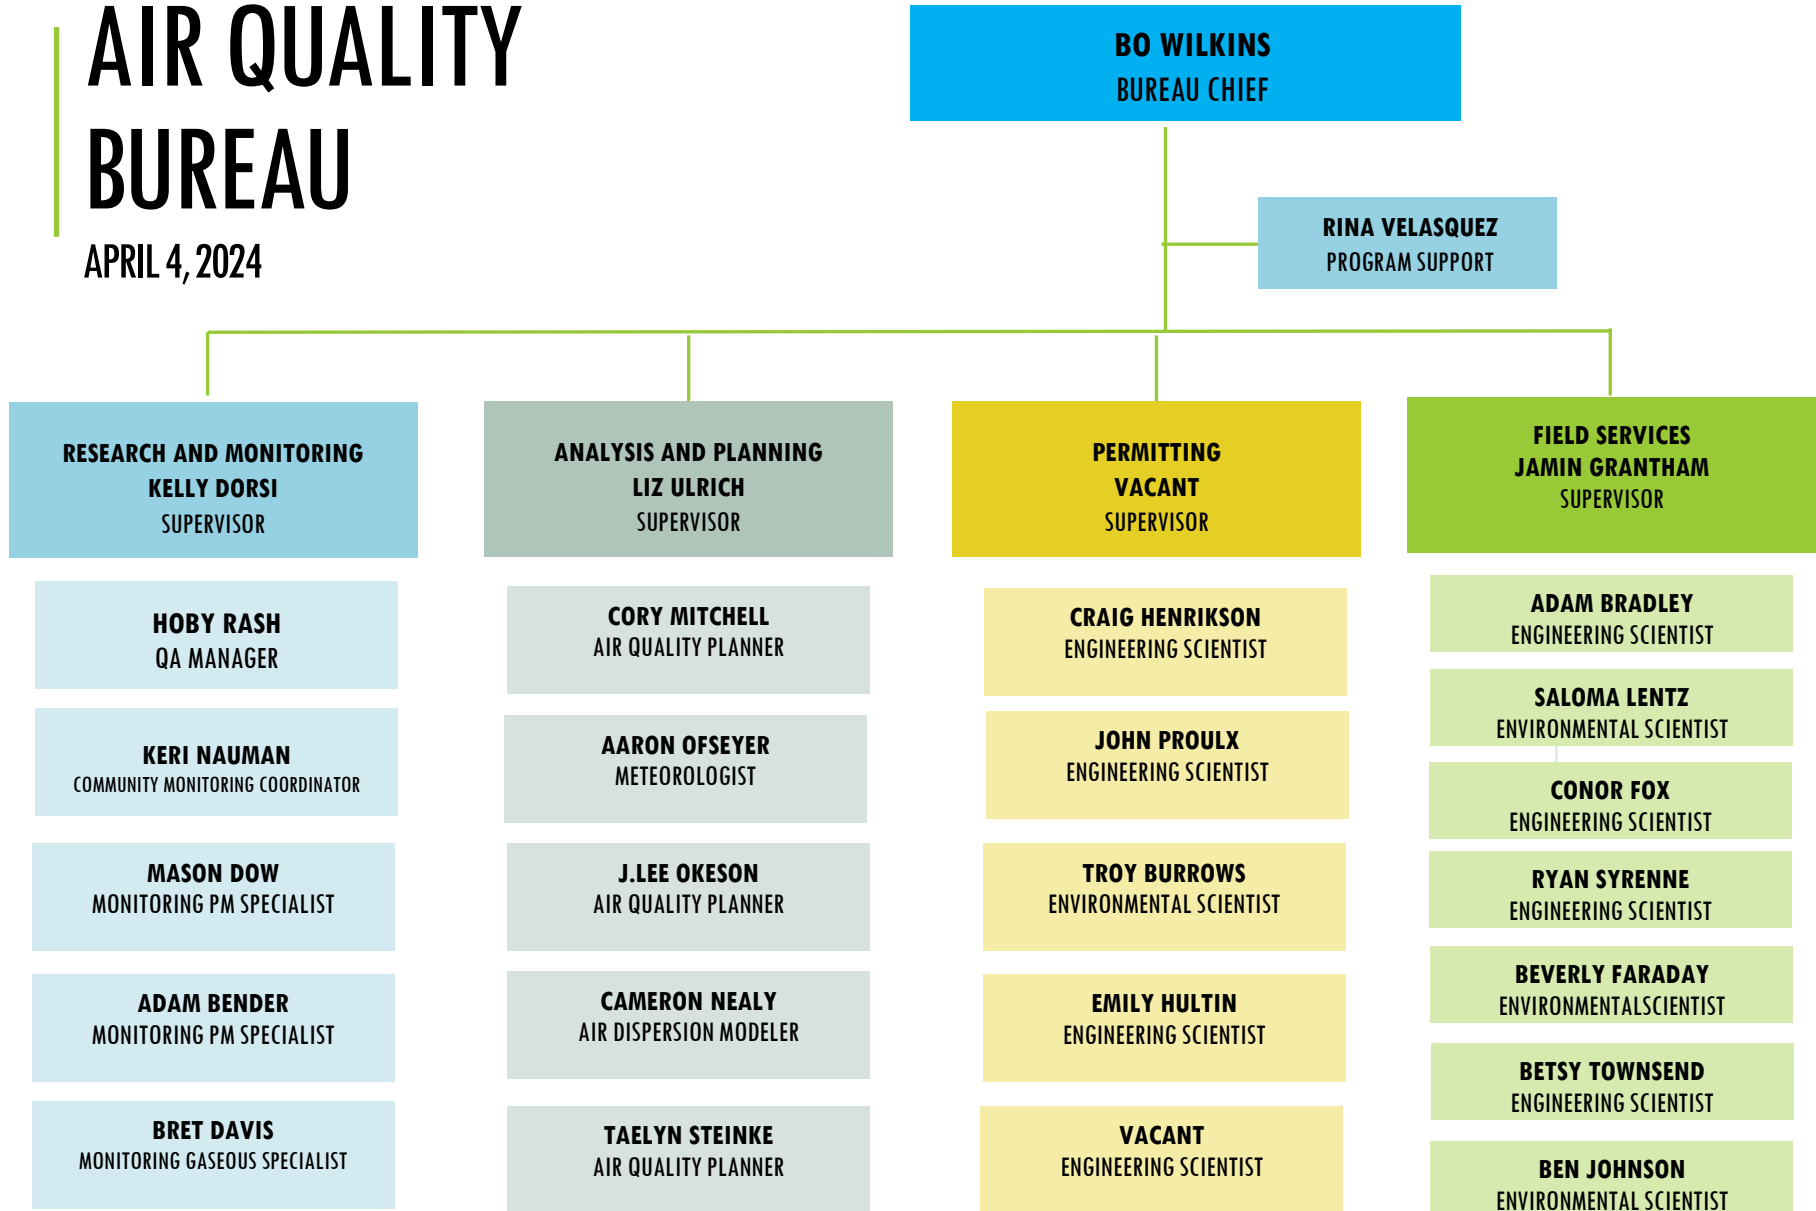 AIR QUALITY
BUREAU
APRIL 4, 2024
BO WILKINS
BUREAU CHIEF
RINA VELASQUEZ
PROGRAM SUPPORT
RESEARCH AND MONITORING
KELLY DORSI
SUPERVISOR
HOBY RASH
QA MANAGER
KERI NAUMAN
COMMUNITY MONITORING COORDINATOR
MASON DOW
MONITORING PM SPECIALIST
ADAM BENDER
MONITORING PM SPECIALIST
BRET DAVIS
MONITORING GASEOUS SPECIALIST
ANALYSIS AND PLANNING
LIZ ULRICH
SUPERVISOR
CORY MITCHELL
AIR QUALITY PLANNER
AARON OFSEYER
METEOROLOGIST
J.LEE OKESON
AIR QUALITY PLANNER
CAMERON NEALY
AIR DISPERSION MODELER
TAELYN STEINKE
AIR QUALITY PLANNER
PERMITTING
VACANT
SUPERVISOR
CRAIG HENRIKSON
ENGINEERING SCIENTIST
JOHN PROULX
ENGINEERING SCIENTIST
TROY BURROWS
ENVIRONMENTAL SCIENTIST
EMILY HULTIN
ENGINEERING SCIENTIST
VACANT
ENGINEERING SCIENTIST
FIELD SERVICES
JAMIN GRANTHAM
SUPERVISOR
ADAM BRADLEY
ENGINEERING SCIENTIST
SALOMA LENTZ
ENVIRONMENTAL SCIENTIST
CONOR FOX
ENGINEERING SCIENTIST
RYAN SYRENNE
ENGINEERING SCIENTIST
BEVERLY FARADAY
ENVIRONMENTALSCIENTIST
BETSY TOWNSEND
ENGINEERING SCIENTIST
BEN JOHNSON
ENVIRONMENTAL SCIENTIST